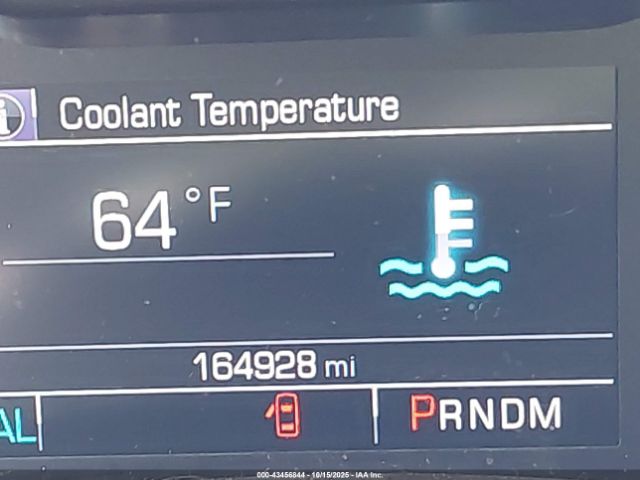 i
Coolant Temperature
64°F
164928 mi
AL
PRNDM
000-43456844 - 10/15/2025 - IAA Inc.